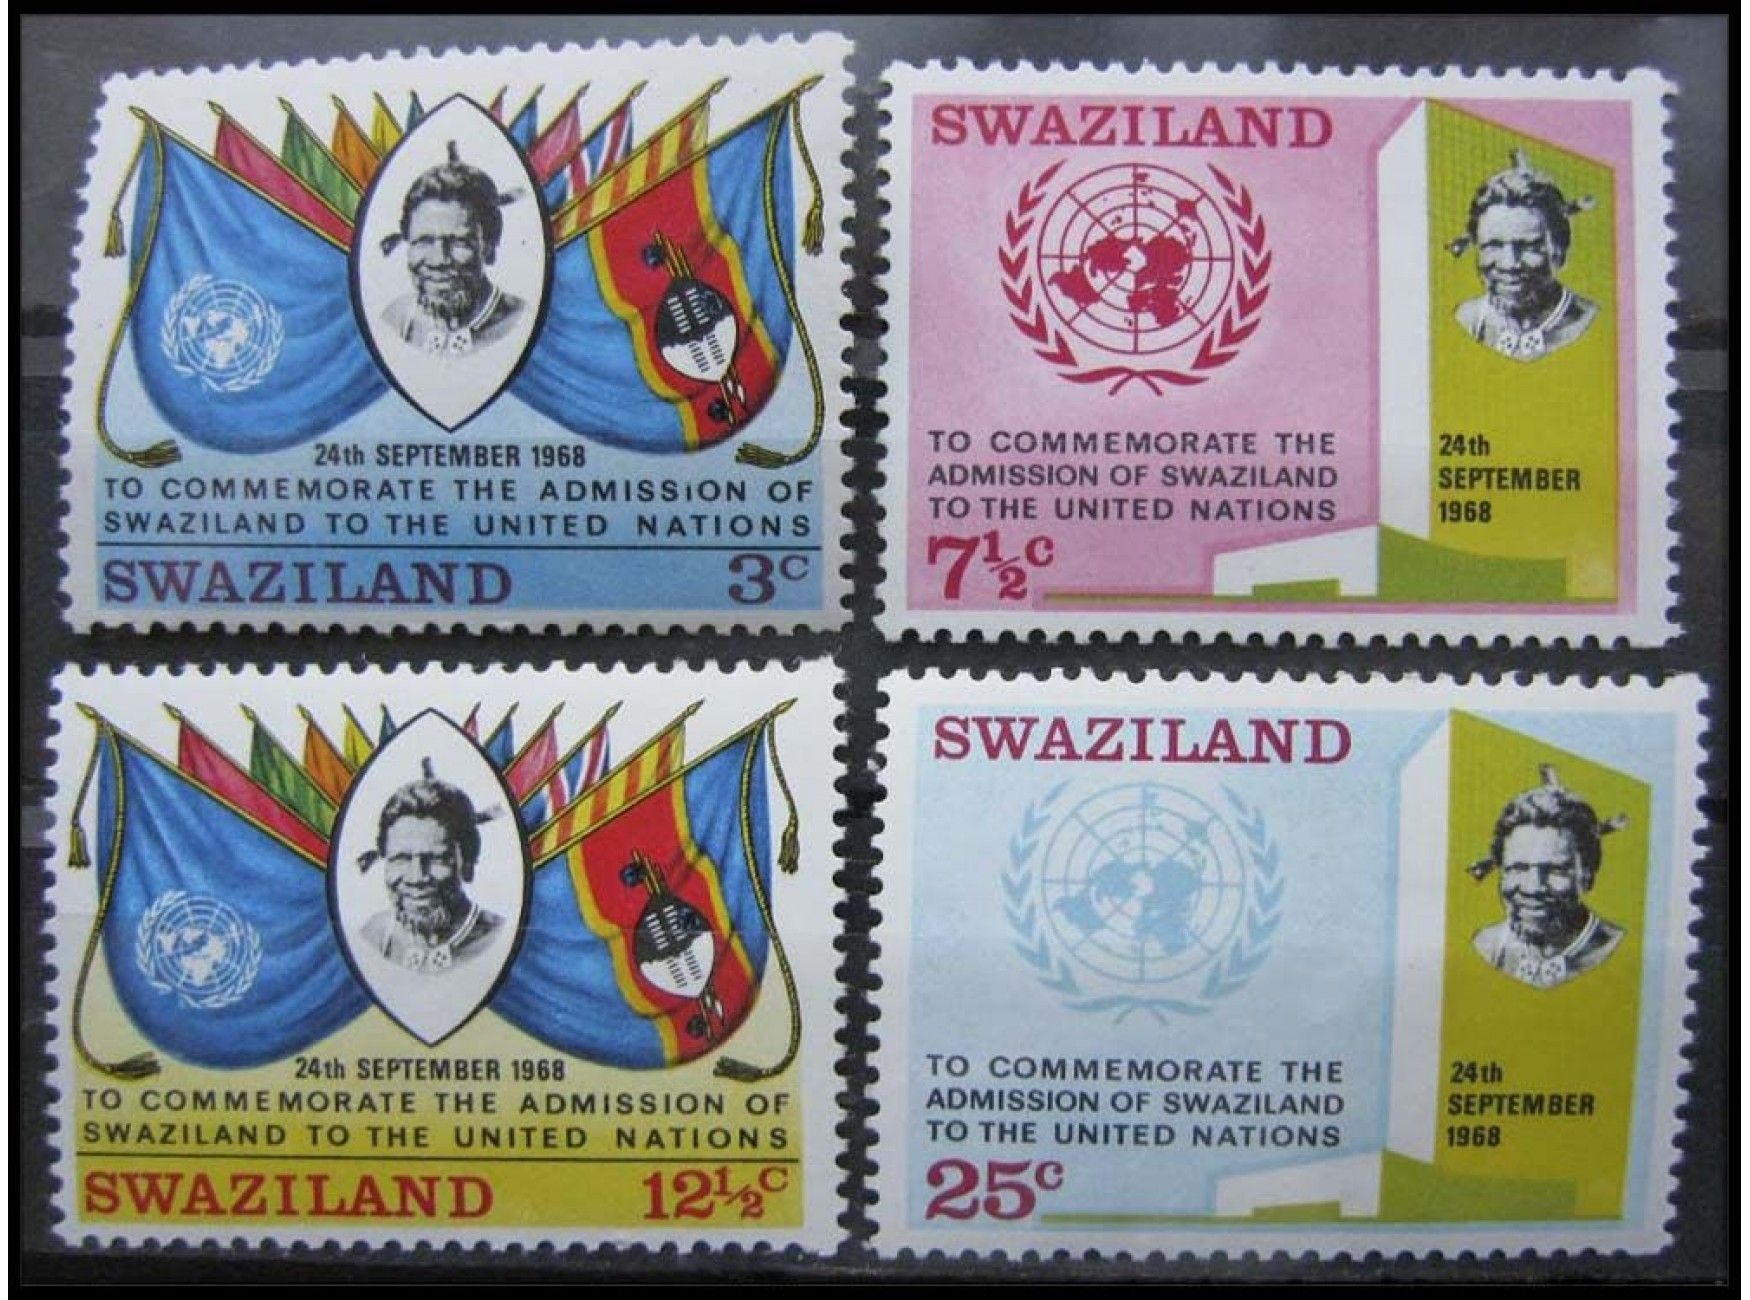 24th SEPTEMBER 1968
TO COMMEMORATE THE ADMISSION OF
SWAZILAND TO THE UNITED NATIONS
SWAZILAND 3c
SWAZILAND
TO COMMEMORATE THE
ADMISSION OF SWAZILAND
TO THE UNITED NATIONS
7½c
24th
SEPTEMBER
1968
24th SEPTEMBER 1968
TO COMMEMORATE THE ADMISSION OF
SWAZILAND TO THE UNITED NATIONS
SWAZILAND 12½c
SWAZILAND
TO COMMEMORATE THE
ADMISSION OF SWAZILAND
TO THE UNITED NATIONS
25c
24th
SEPTEMBER
1968